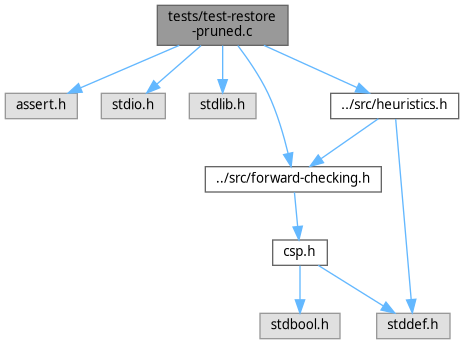 tests/test-restore
-pruned.c
assert.h
stdio.h
stdlib.h
../src/heuristics.h
../src/forward-checking.h
csp.h
stdbool.h
stddef.h